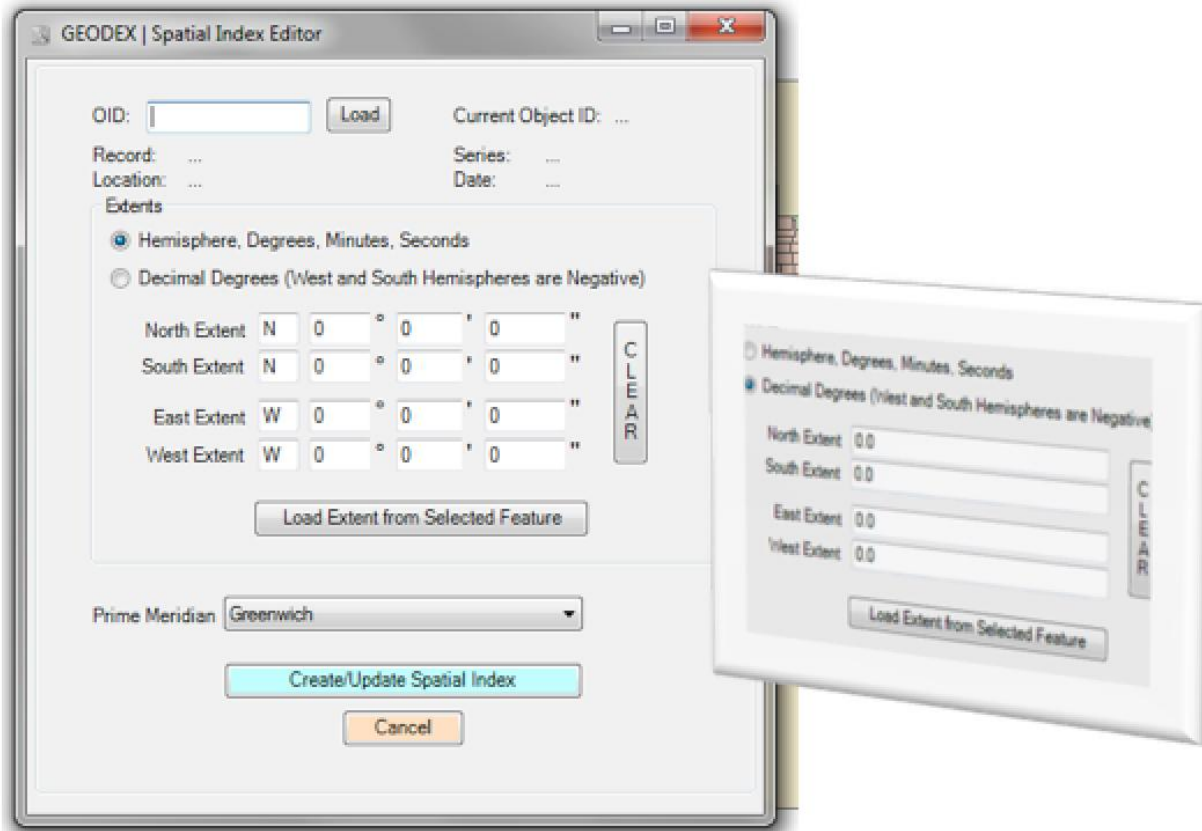 GEODEX | Spatial Index Editor
OID: Load Current Object ID: ...
Record: ... Series: ...
Location: ... Date: ...
Extents
Hemisphere, Degrees, Minutes, Seconds
Decimal Degrees (West and South Hemispheres are Negative)
North Extent N 0 ° 0 ' 0 "
South Extent N 0 ° 0 ' 0 "
East Extent W 0 ° 0 ' 0 "
West Extent W 0 ° 0 ' 0 "
CLEAR
Load Extent from Selected Feature
Prime Meridian Greenwich
Create/Update Spatial Index
Cancel
Hemisphere, Degrees, Minutes, Seconds
Decimal Degrees (West and South Hemispheres are Negative)
North Extent 0.0
South Extent 0.0
East Extent 0.0
West Extent 0.0
CLEAR
Load Extent from Selected Feature